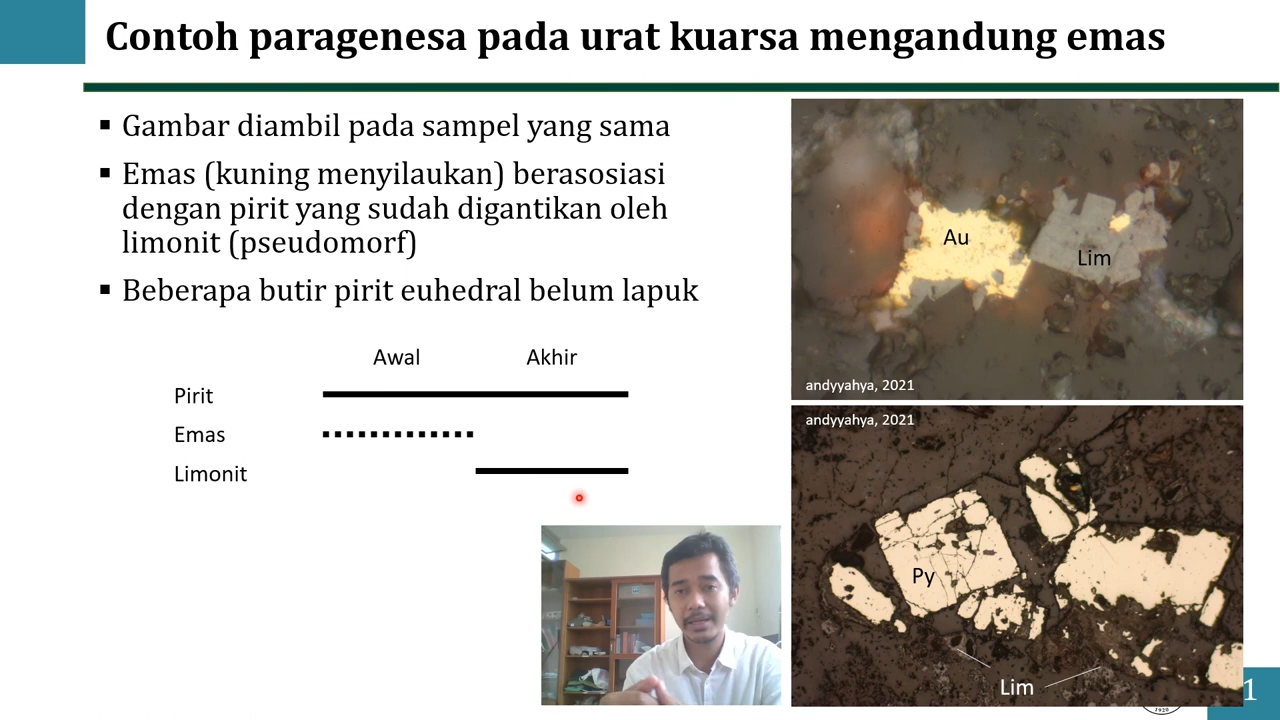 Contoh paragenesa pada urat kuarsa mengandung emas
Gambar diambil pada sampel yang sama
Emas (kuning menyilaukan) berasosiasi
dengan pirit yang sudah digantikan oleh
limonit (pseudomorf)
Beberapa butir pirit euhedral belum lapuk
Awal Akhir
Pirit
Emas
Limonit
Au
Lim
andyyahya, 2021
andyyahya, 2021
Py
Lim
1920
1